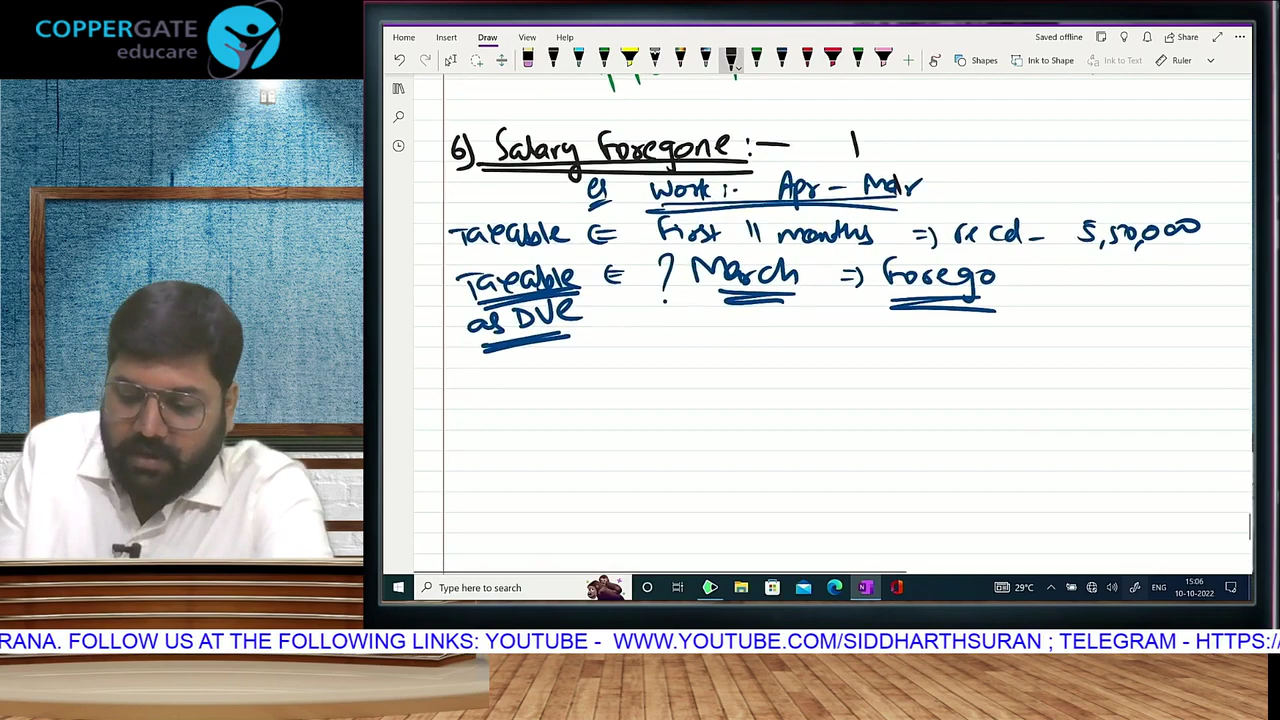 COPPERGATE
educare
Home Insert Draw View Help
Saved offline
Share
Shapes
Ink to Shape
Ink to Text
Ruler
6) Salary Foregone :-
eg Work :- Apr - Mar
Taxable ⇐ First 11 months ⇒ recd - 5,50,000
Taxable ⇐ ? March ⇒ Forego
as DUE
Type here to search
29°C
ENG
15:06
10-10-2022
RANA. FOLLOW US AT THE FOLLOWING LINKS: YOUTUBE - WWW.YOUTUBE.COM/SIDDHARTHSURAN ; TELEGRAM - HTTPS:/